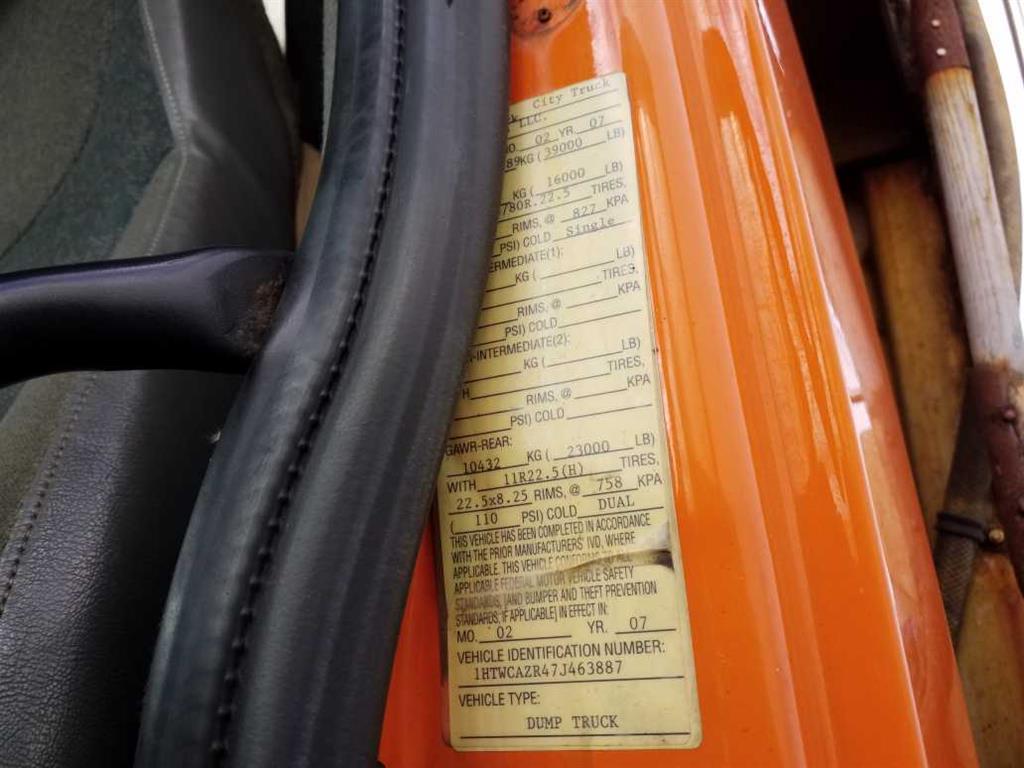 City Truck
LLC.
02 YR. 07
89KG ( 39000 LB)
KG ( 16000 LB)
780R.22.5 TIRES,
RIMS, @ 827 KPA
PSI) COLD Single
ERMEDIATE(1):
KG ( LB)
TIRES,
RIMS, @ KPA
PSI) COLD
-INTERMEDIATE(2):
KG ( LB)
H TIRES,
RIMS, @ KPA
PSI) COLD
GAWR-REAR:
10432 KG ( 23000 LB)
WITH 11R22.5(H) TIRES,
22.5x8.25 RIMS, @ 758 KPA
( 110 PSI) COLD DUAL
THIS VEHICLE HAS BEEN COMPLETED IN ACCORDANCE
WITH THE PRIOR MANUFACTURERS' IVD, WHERE
APPLICABLE. THIS VEHICLE CONFORMS TO ALL
APPLICABLE FEDERAL MOTOR VEHICLE SAFETY
STANDARDS, [AND BUMPER AND THEFT PREVENTION
STANDARDS, IF APPLICABLE] IN EFFECT IN:
MO. 02 YR. 07
VEHICLE IDENTIFICATION NUMBER:
1HTWCAZR47J463887
VEHICLE TYPE:
DUMP TRUCK